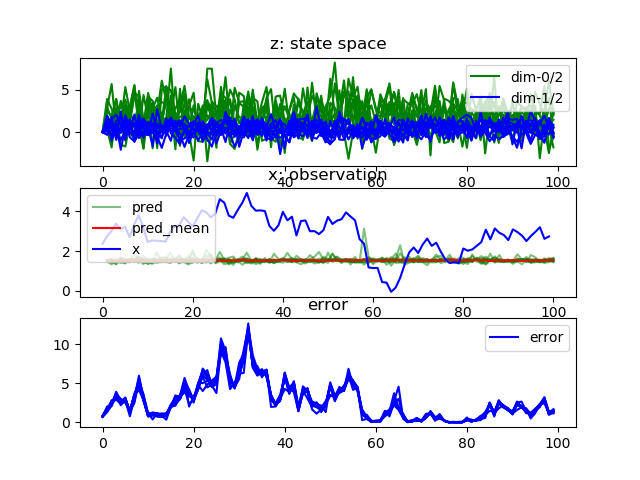 z: state space
5
0
dim-0/2
dim-1/2
0 20 40 60 80 100
x: observation
4
2
0
pred
pred_mean
x
0 20 40 60 80 100
error
10
5
0
error
0 20 40 60 80 100